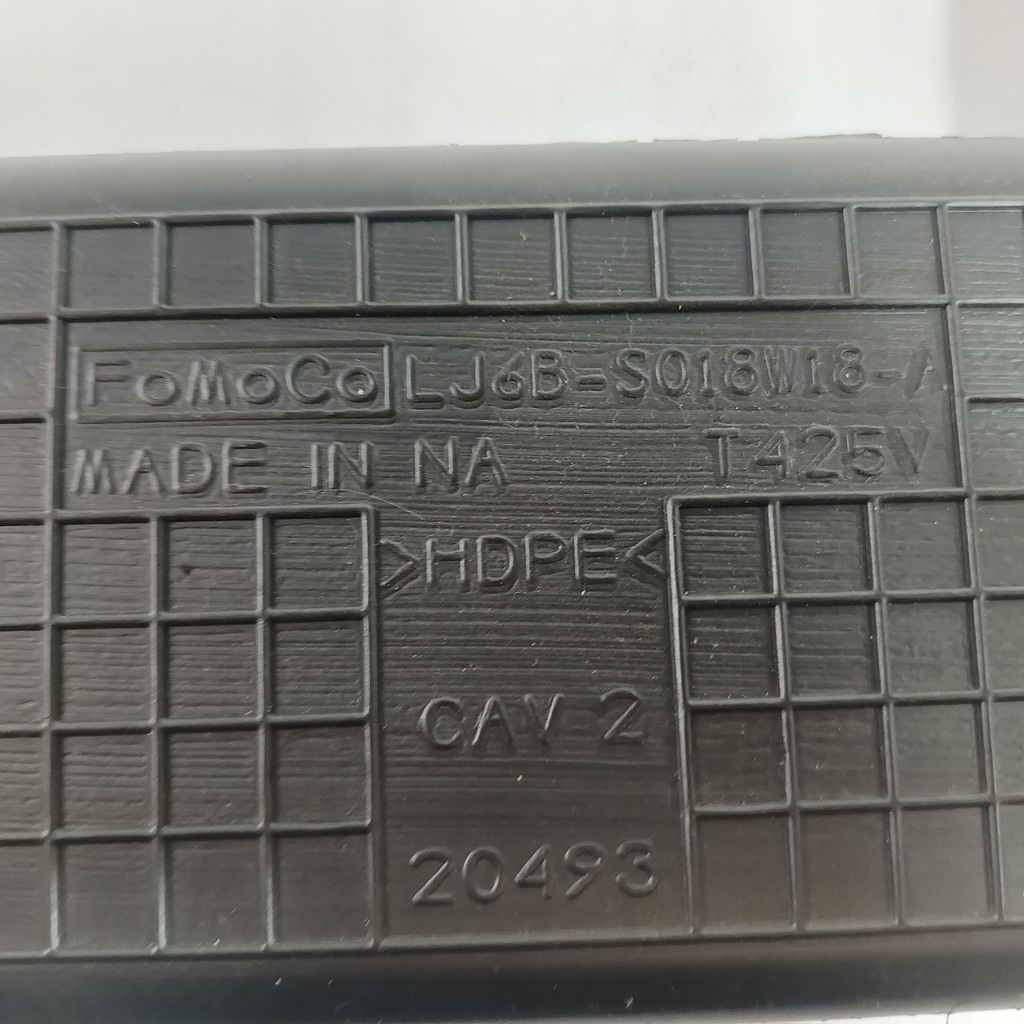 FoMoCo LJ6B-S018W18-A
MADE IN NA T425V
>HDPE<
CAV 2
20493